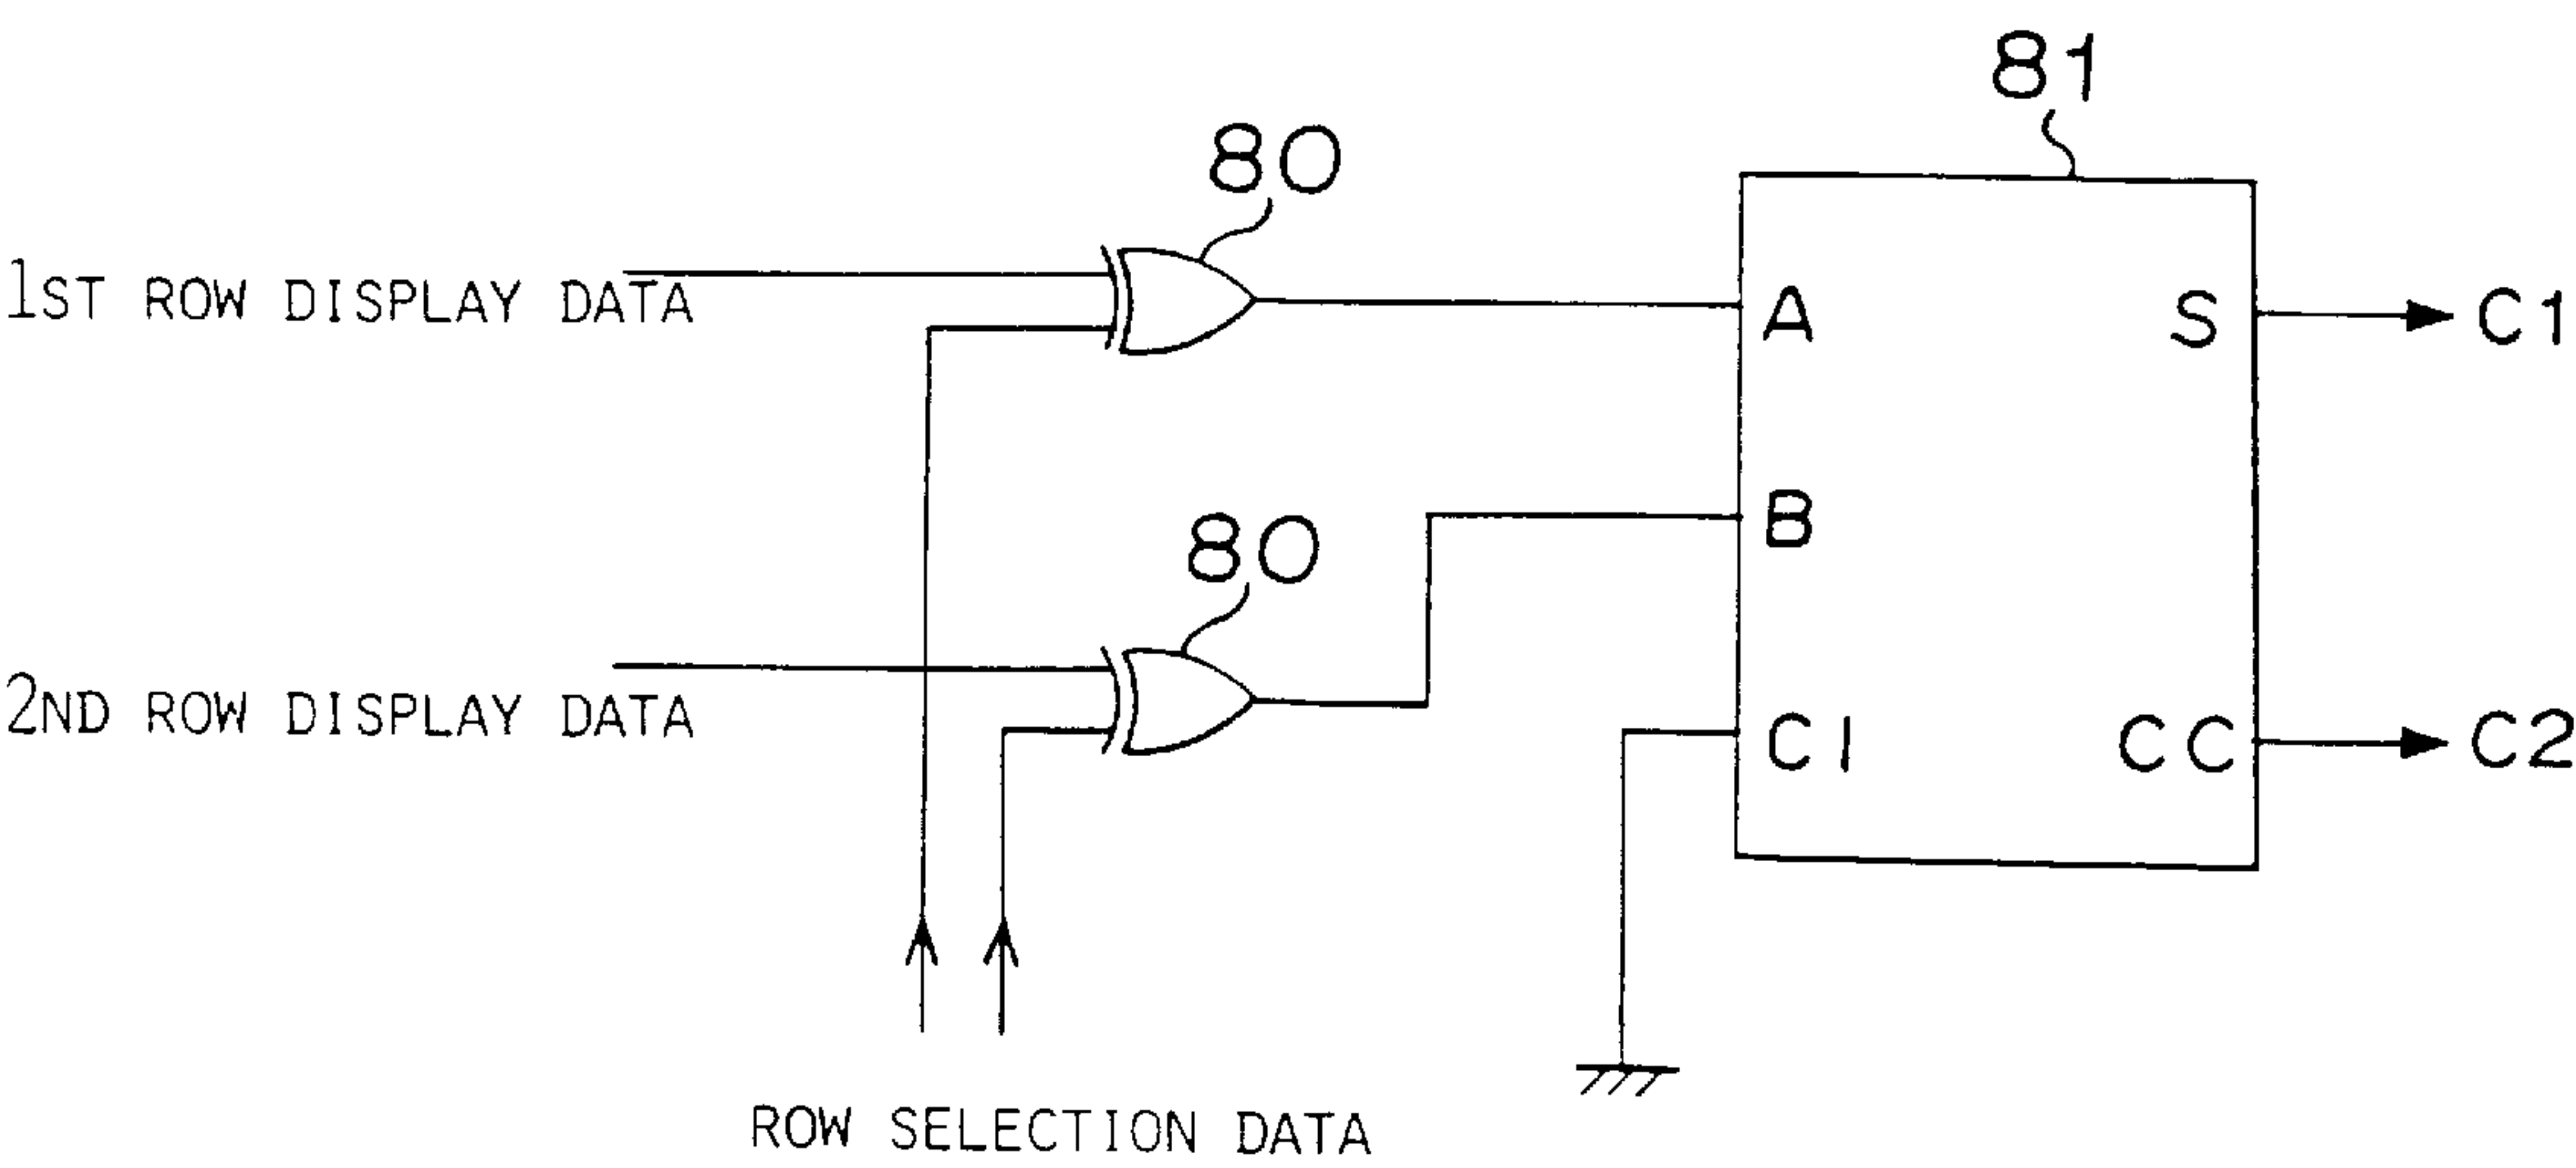 81
80
1ST ROW DISPLAY DATA
A
S
C1
B
80
2ND ROW DISPLAY DATA
CI
CC
C2
ROW SELECTION DATA